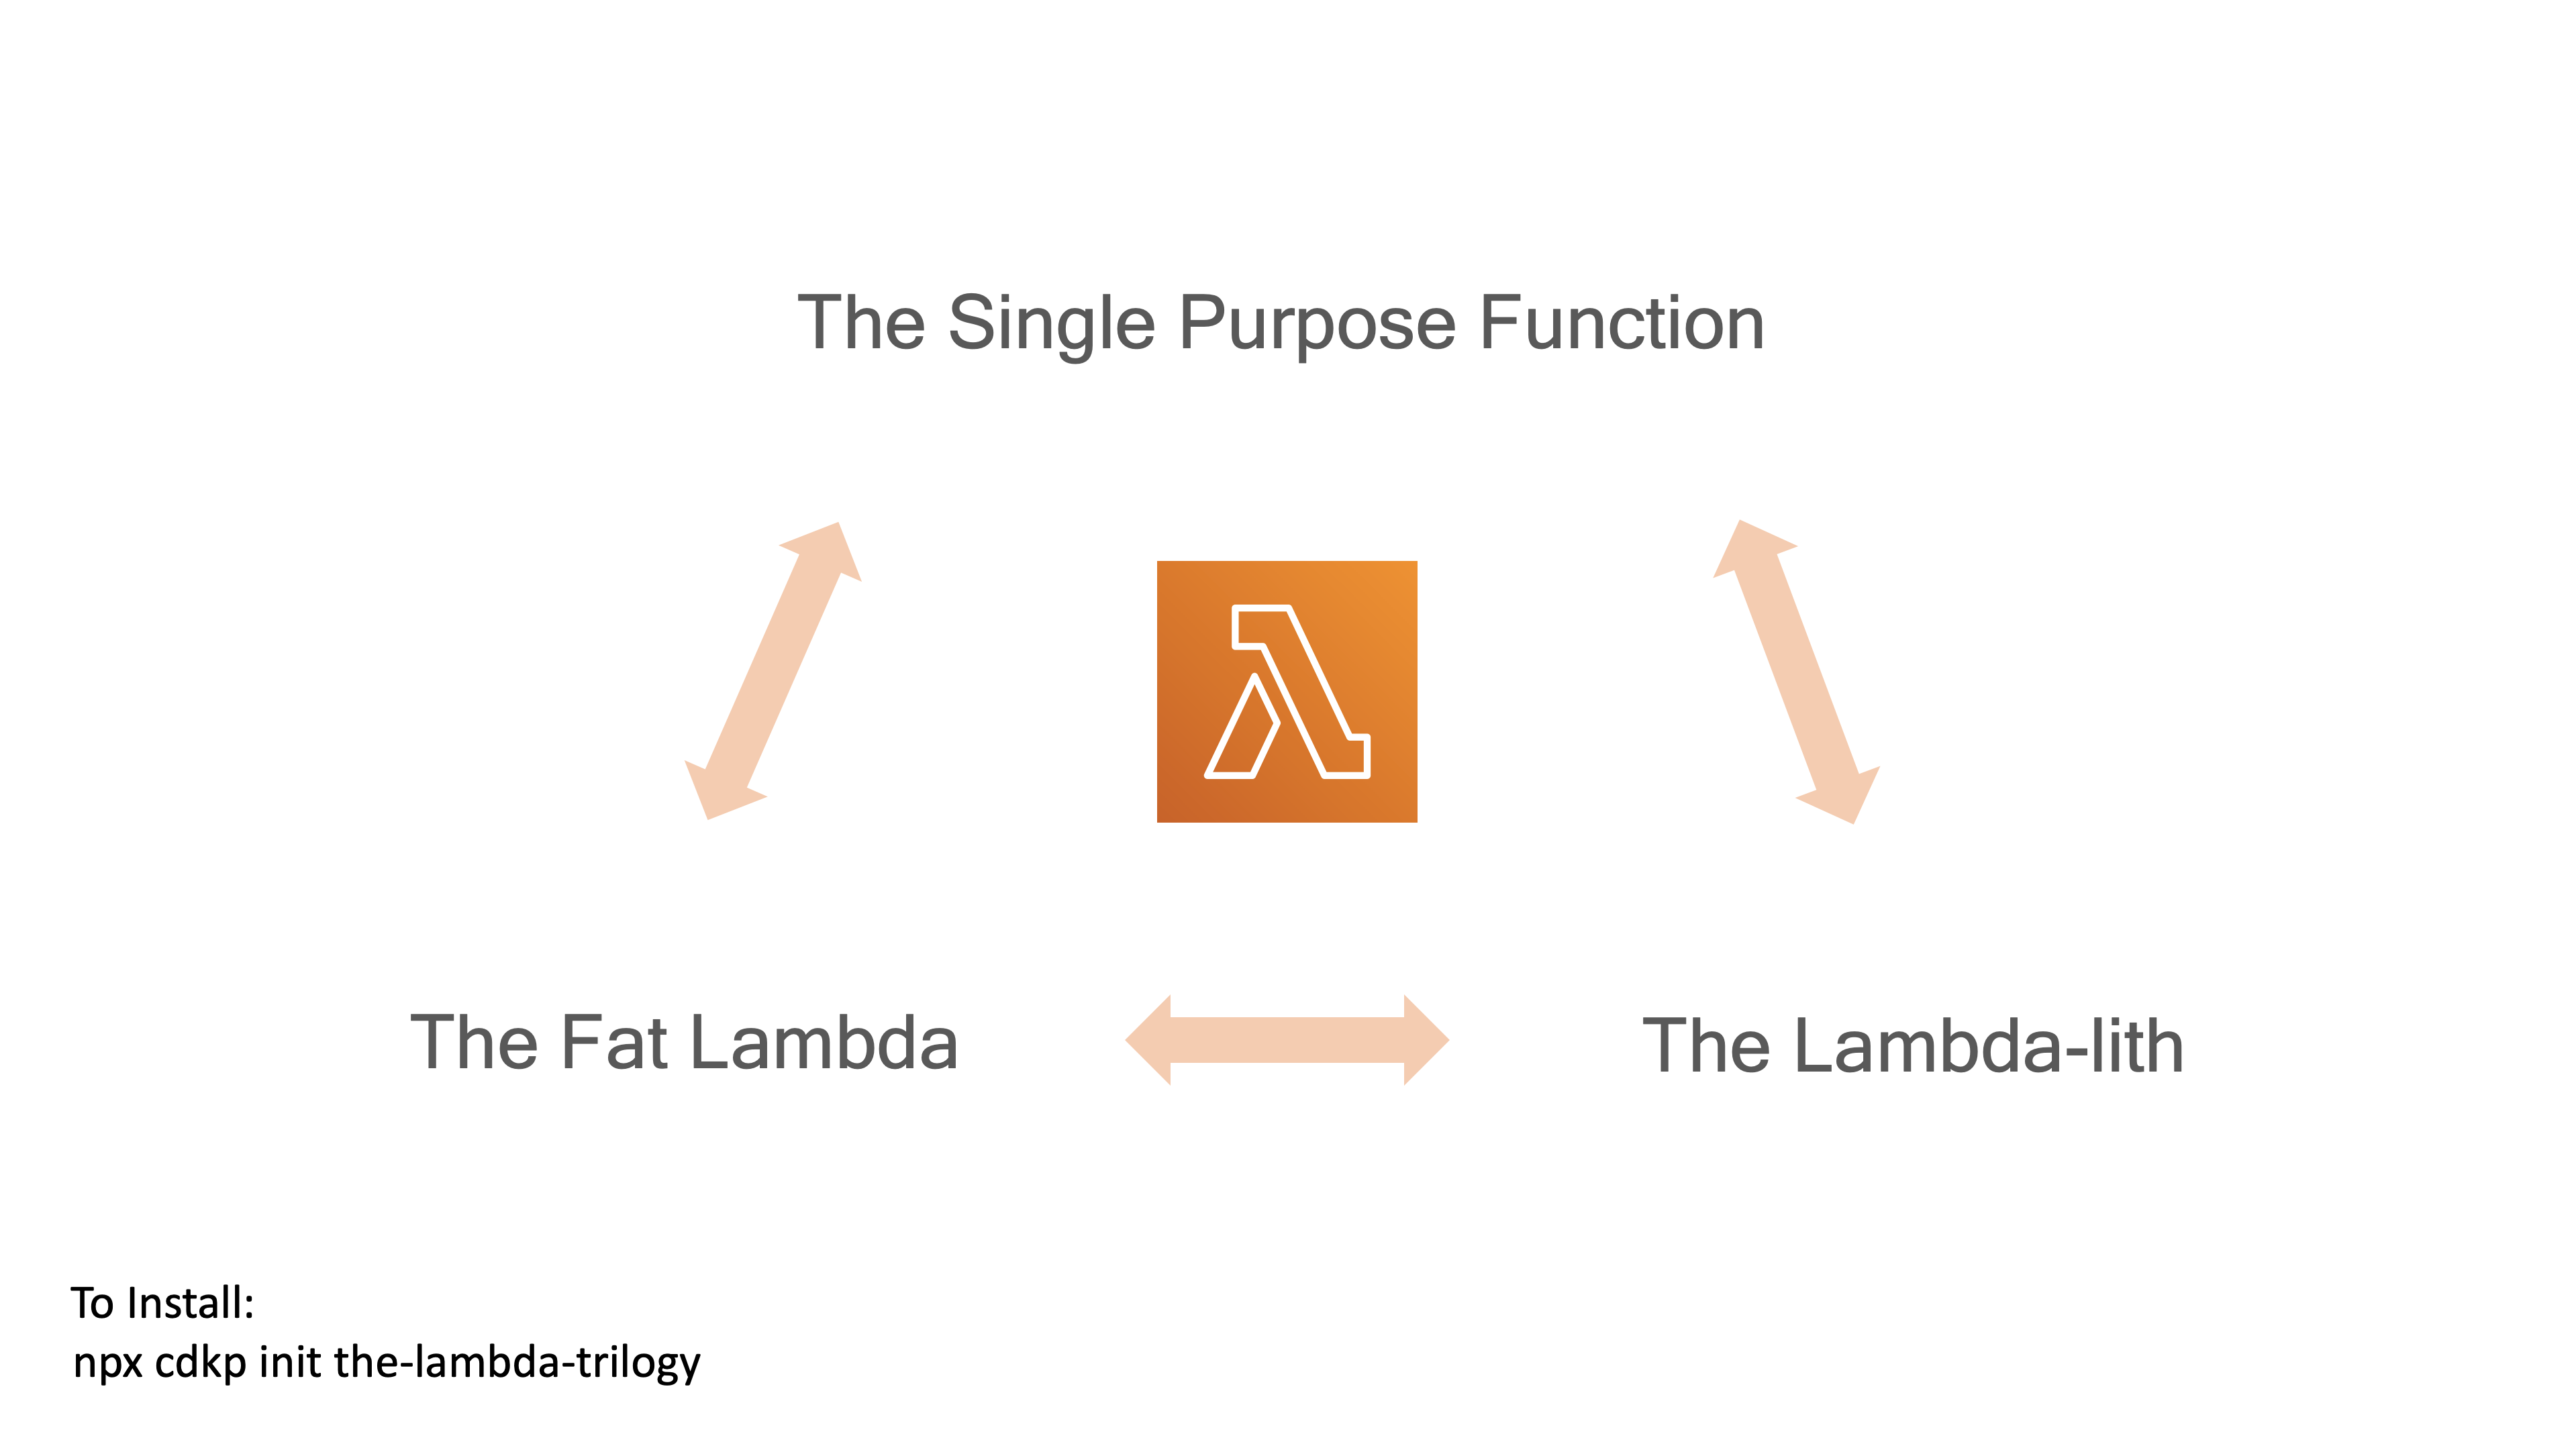 The Single Purpose Function
The Fat Lambda
The Lambda-lith
To Install:
npx cdkp init the-lambda-trilogy